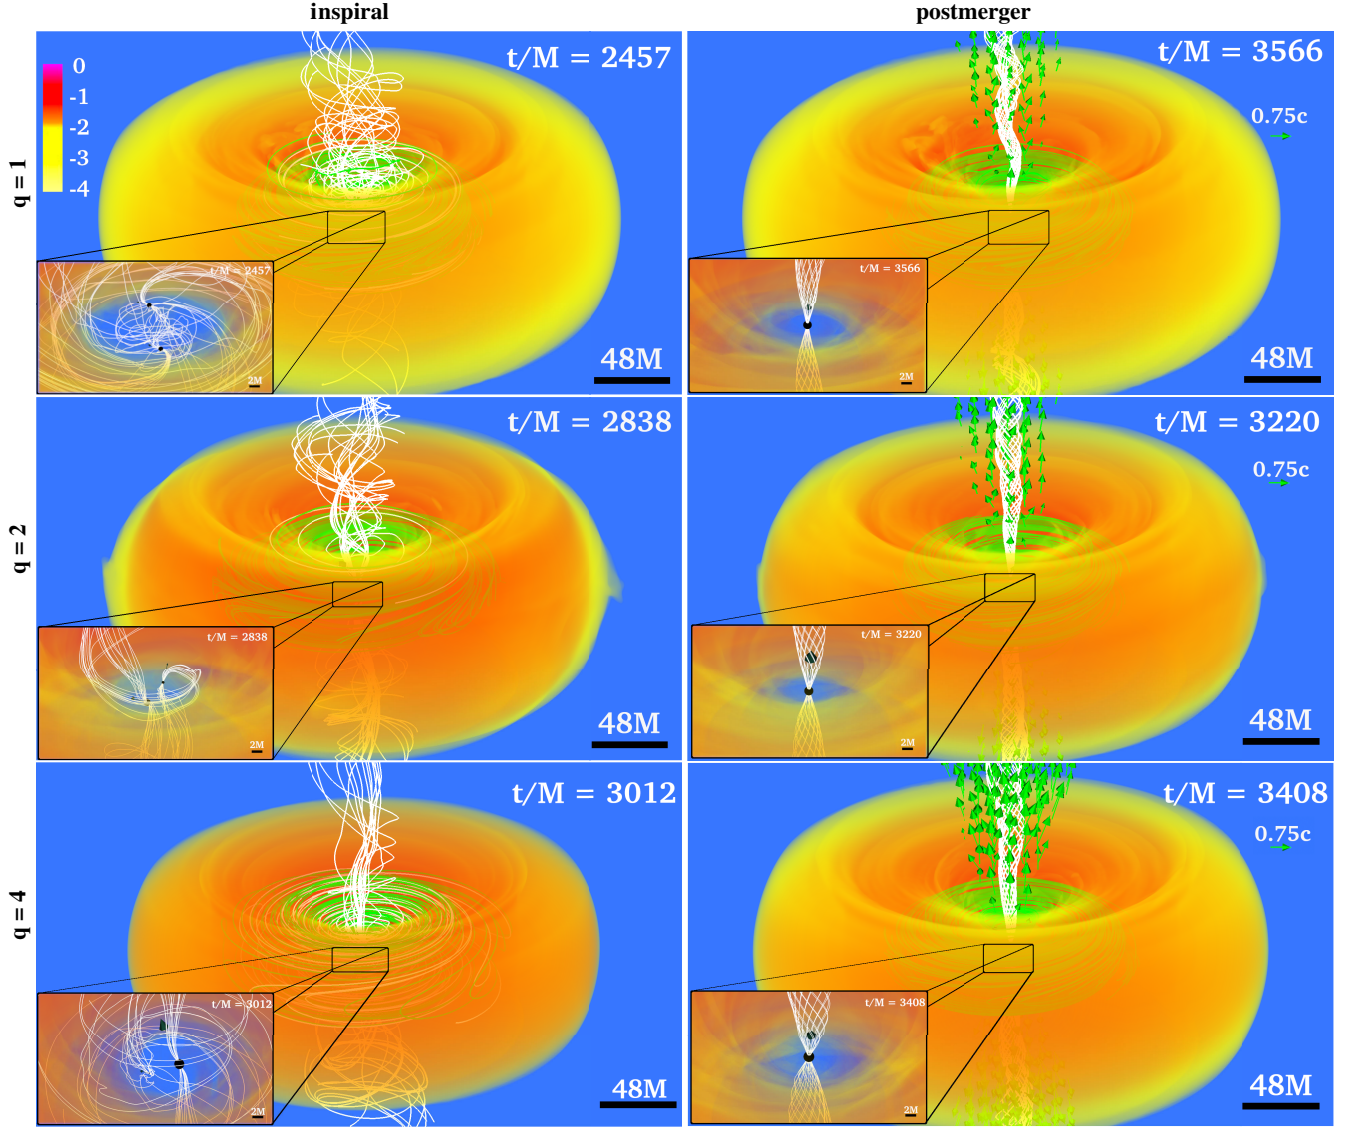 inspiral
postmerger
q = 1
t/M = 2457
0
-1
-2
-3
-4
t/M = 2457
2M
48M
t/M = 3566
0.75c
t/M = 3566
2M
48M
q = 2
t/M = 2838
t/M = 2838
2M
48M
t/M = 3220
0.75c
t/M = 3220
2M
48M
q = 4
t/M = 3012
t/M = 3012
2M
48M
t/M = 3408
0.75c
t/M = 3408
2M
48M